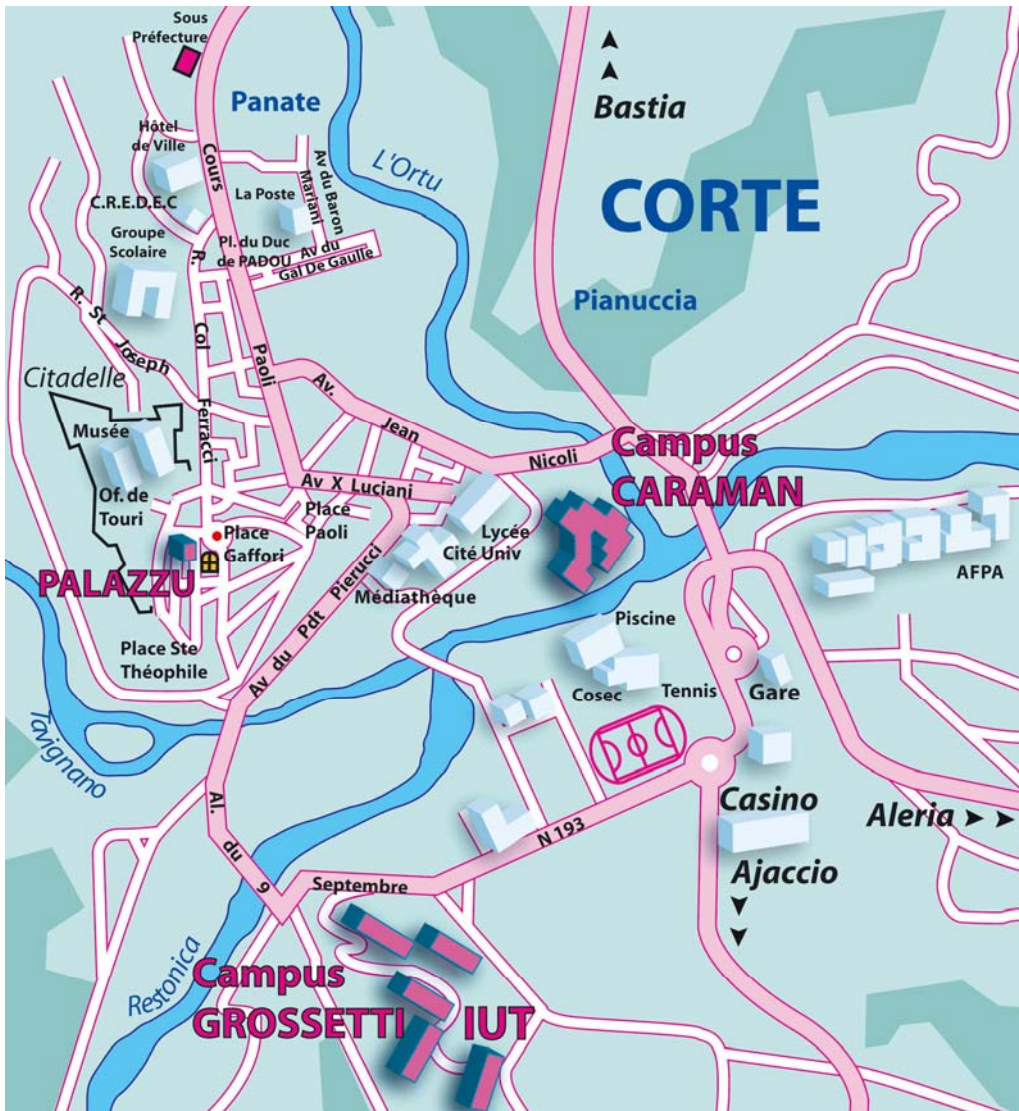 Sous
Préfecture
Bastia
Panate
Hôtel
de Ville
L'Ortu
CORTE
Cours
Av du Baron
Mariani
La Poste
C.R.E.D.E.C
Groupe
Scolaire
R.
Pl. du Duc
de PADOU
Av du
Gal De Gaulle
Pianuccia
R. St
Joseph
Col
Paoli
Citadelle
Av.
Jean
Nicoli
Ferracci
Musée
Campus
CARAMAN
Av X Luciani
Of. de
Touri
Place
Paoli
Lycée
Cité Univ
Place
Gaffori
PALAZZU
Médiathèque
AFPA
Av du Pdt Pierucci
Piscine
Place Ste
Théophile
Cosec
Tennis
Gare
Tavignano
Al.
du
9
Septembre
N 193
Casino
Aleria
Ajaccio
Restonica
Campus
GROSSETTI
IUT